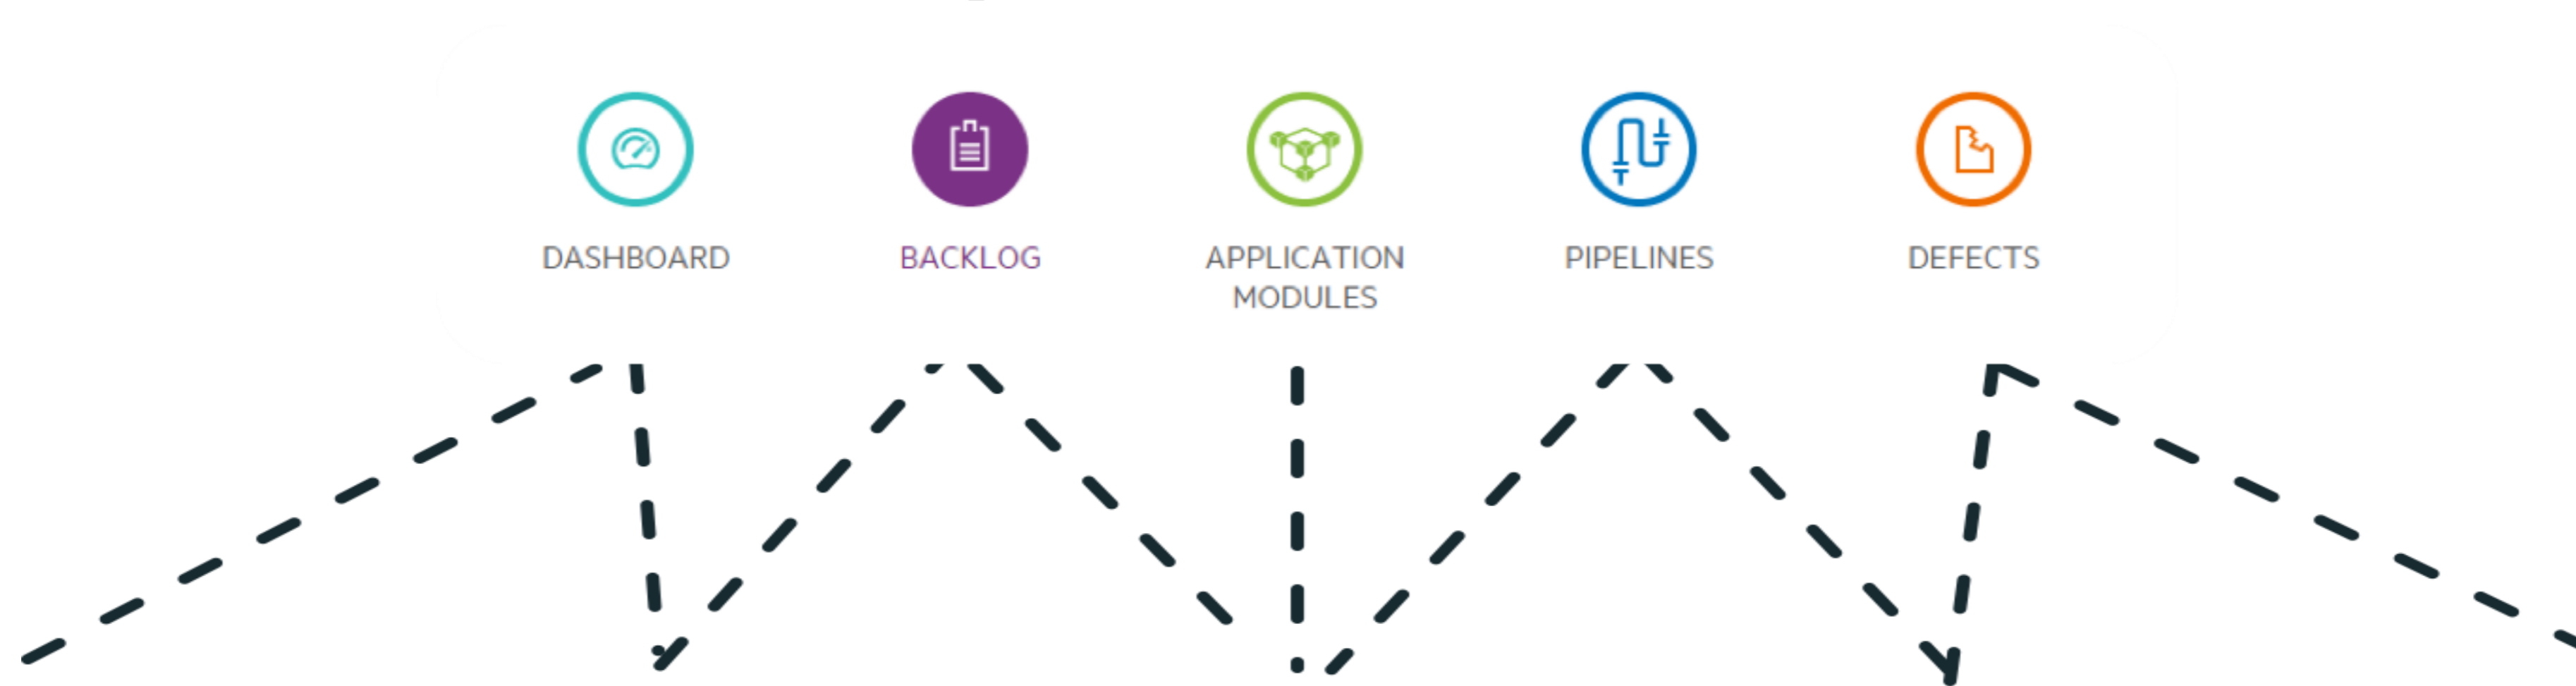 DASHBOARD
BACKLOG
APPLICATION
MODULES
PIPELINES
DEFECTS